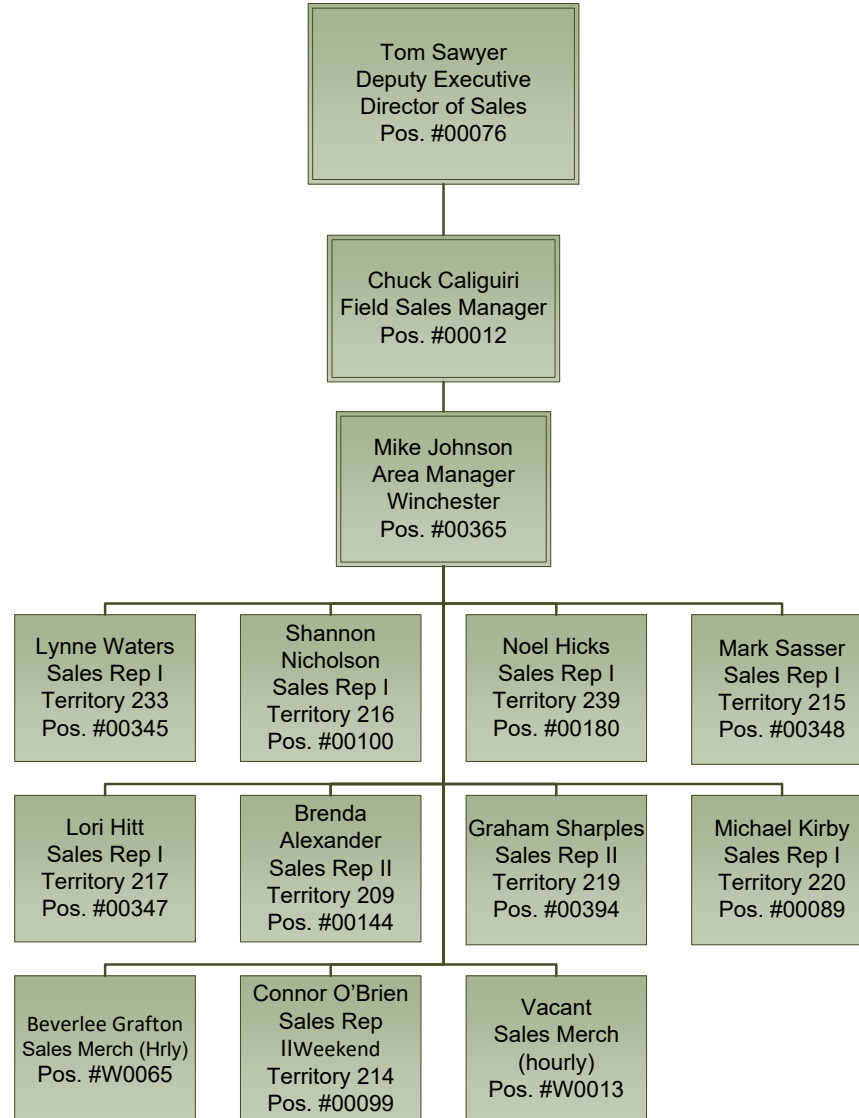 Tom Sawyer
Deputy Executive
Director of Sales
Pos. #00076
Chuck Caliguiri
Field Sales Manager
Pos. #00012
Mike Johnson
Area Manager
Winchester
Pos. #00365
Lynne Waters
Sales Rep I
Territory 233
Pos. #00345
Shannon
Nicholson
Sales Rep I
Territory 216
Pos. #00100
Noel Hicks
Sales Rep I
Territory 239
Pos. #00180
Mark Sasser
Sales Rep I
Territory 215
Pos. #00348
Lori Hitt
Sales Rep I
Territory 217
Pos. #00347
Brenda
Alexander
Sales Rep II
Territory 209
Pos. #00144
Graham Sharples
Sales Rep II
Territory 219
Pos. #00394
Michael Kirby
Sales Rep I
Territory 220
Pos. #00089
Beverlee Grafton
Sales Merch (Hrly)
Pos. #W0065
Connor O’Brien
Sales Rep
IIWeekend
Territory 214
Pos. #00099
Vacant
Sales Merch
(hourly)
Pos. #W0013